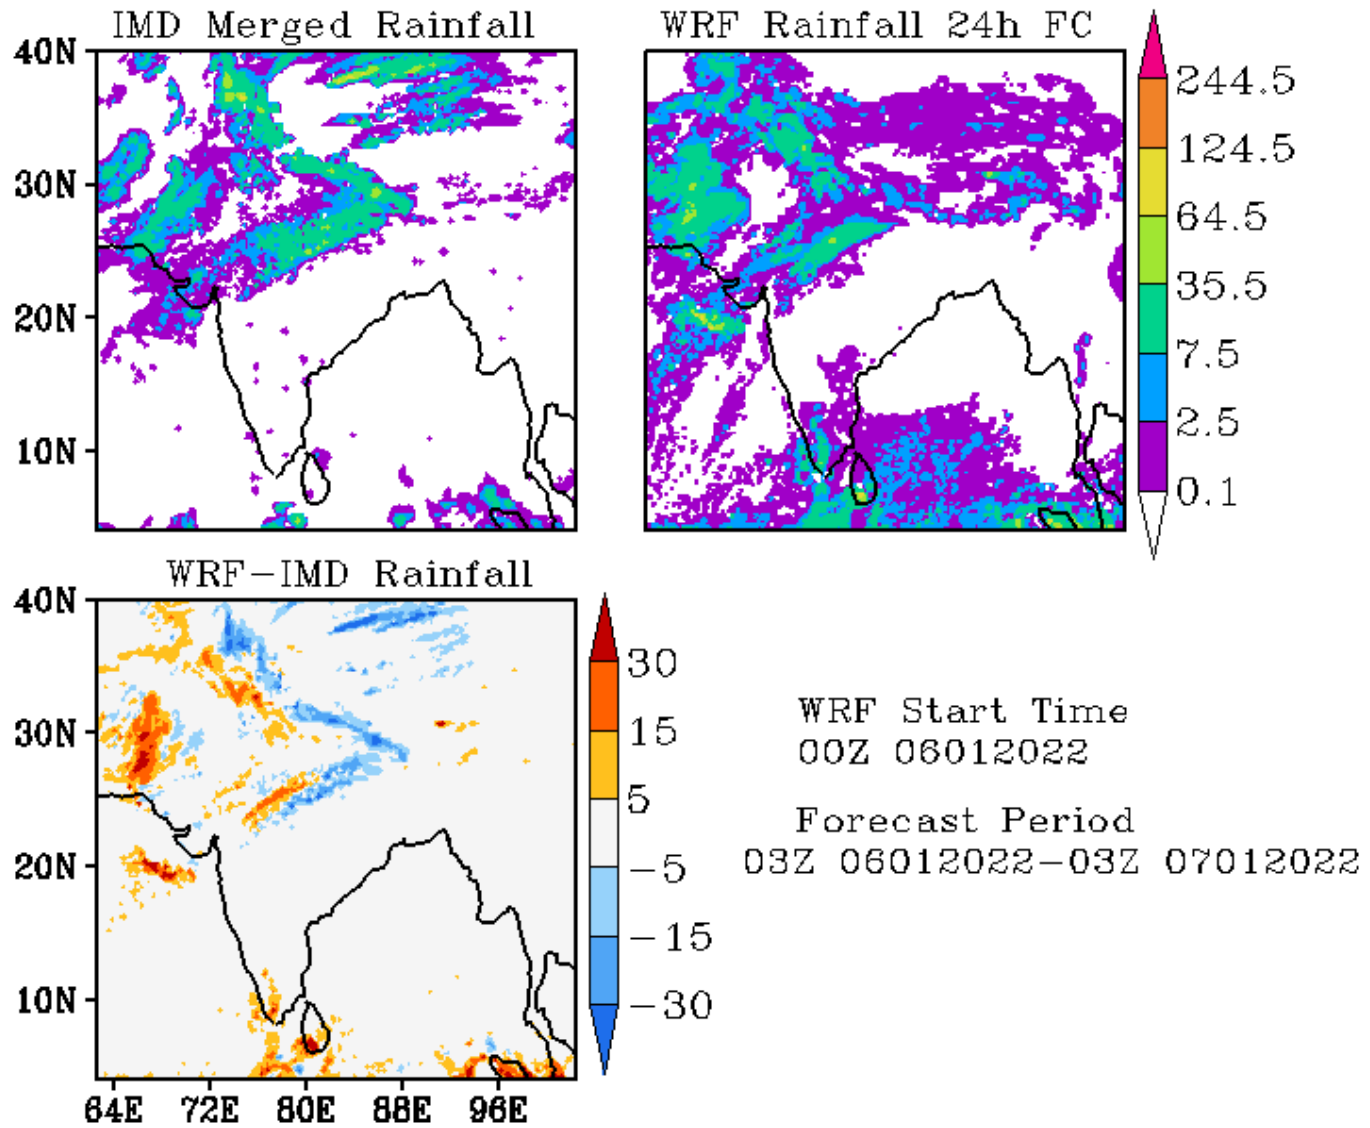 IMD Merged Rainfall
WRF Rainfall 24h FC
40N
30N
20N
10N
244.5
124.5
64.5
35.5
7.5
2.5
0.1
WRF-IMD Rainfall
40N
30N
20N
10N
64E 72E 80E 88E 96E
30
15
5
-5
-15
-30
WRF Start Time
00Z 06012022
Forecast Period
03Z 06012022-03Z 07012022